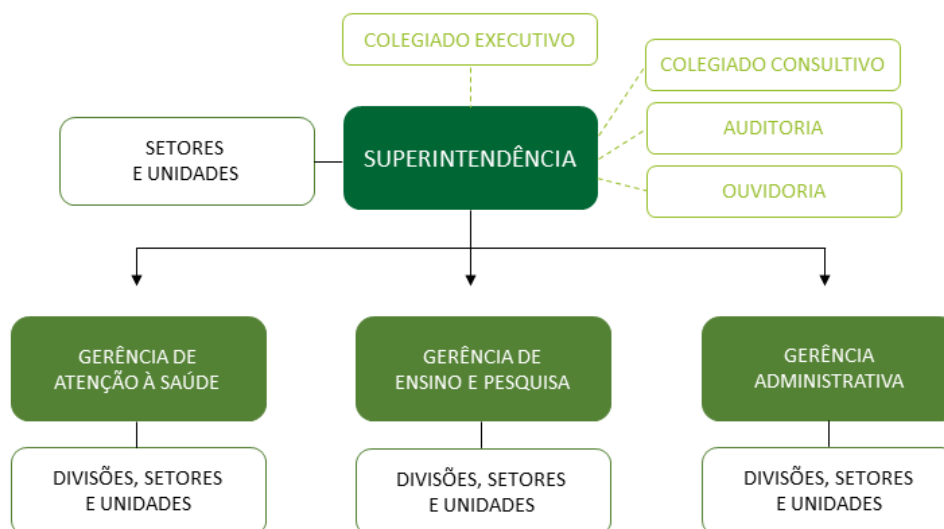 COLEGIADO EXECUTIVO
COLEGIADO CONSULTIVO
AUDITORIA
OUVIDORIA
SETORES
E UNIDADES
SUPERINTENDÊNCIA
GERÊNCIA DE
ATENÇÃO À SAÚDE
GERÊNCIA DE
ENSINO E PESQUISA
GERÊNCIA
ADMINISTRATIVA
DIVISÕES, SETORES
E UNIDADES
DIVISÕES, SETORES
E UNIDADES
DIVISÕES, SETORES
E UNIDADES